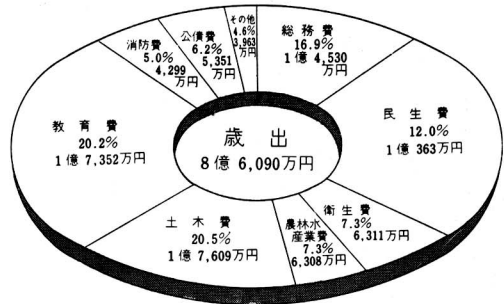 その他
4.6%
3,963
万円
公債費
6.2%
5,351
万円
消防費
5.0%
4,299
万円
総務費
16.9%
1億 4,530
万円
民生費
12.0%
1億 363万円
教育費
20.2%
1億 7,352万円
歳出
8億 6,090万円
衛生費
7.3%
6,311万円
農林水
産業費
7.3%
6,308万円
土木費
20.5%
1億 7,609万円